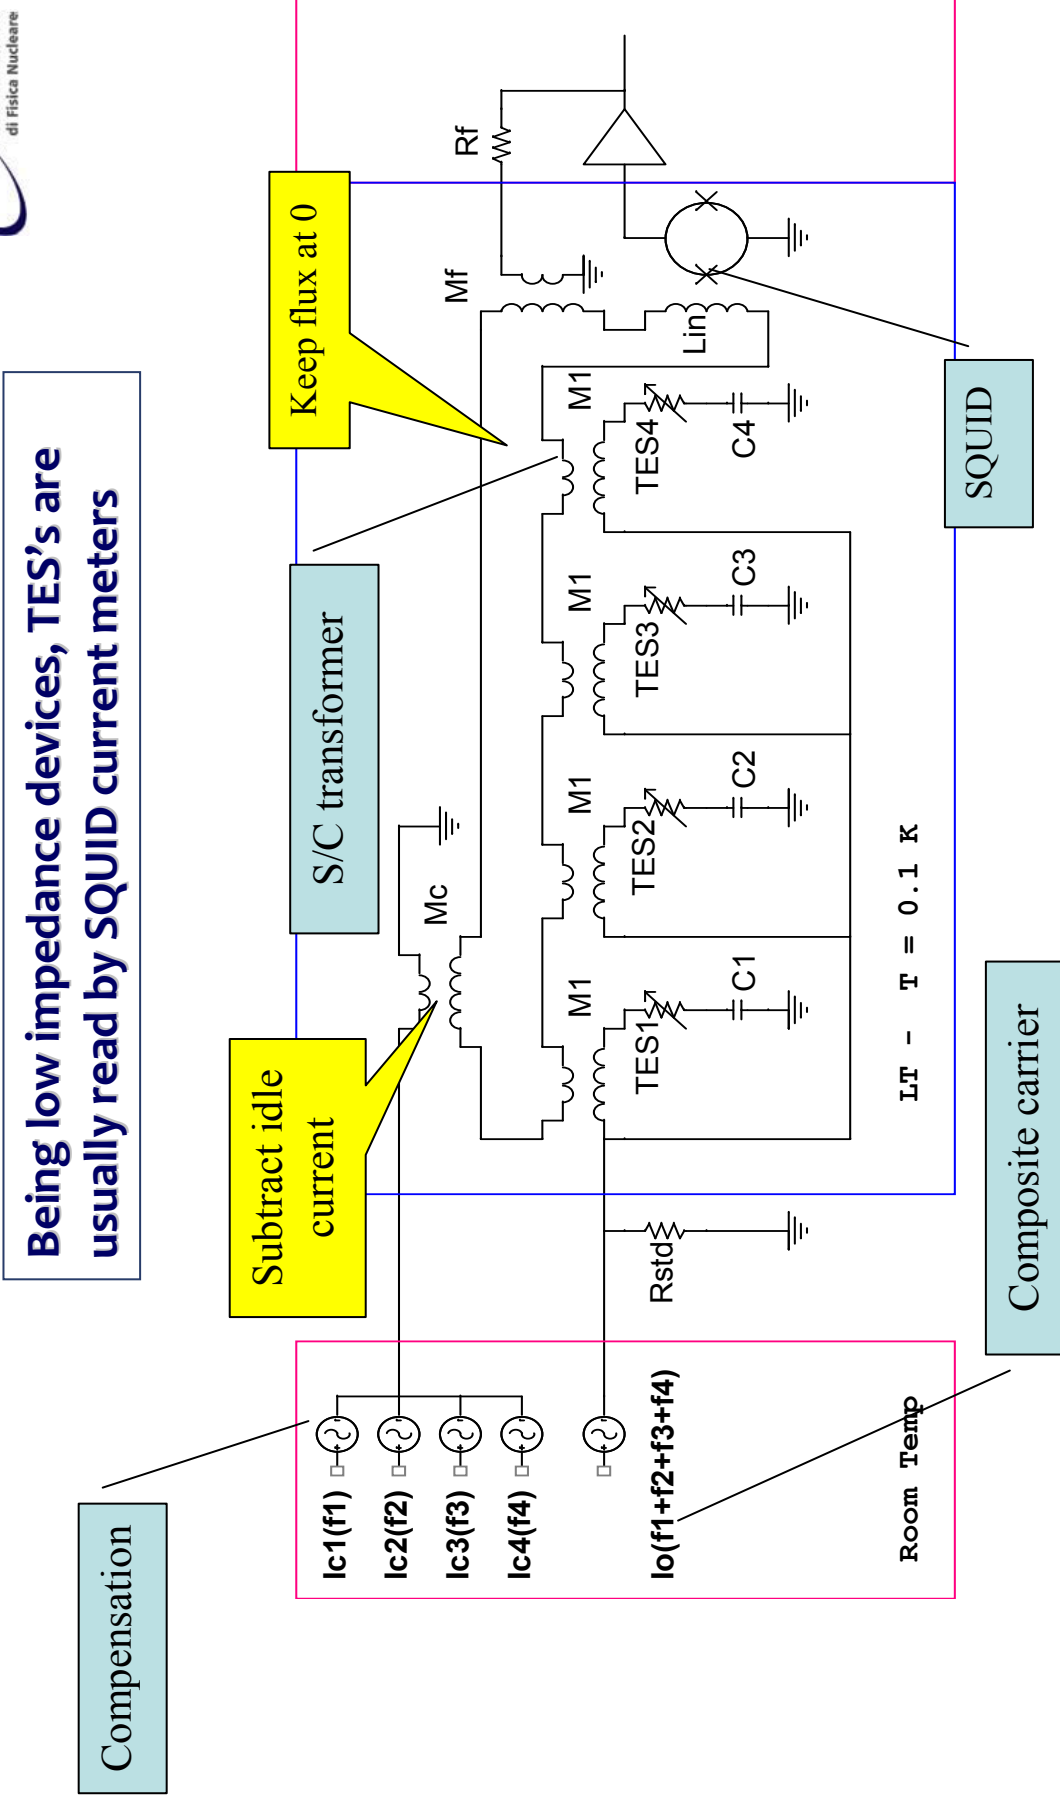 di Fisica Nucleare
Being low impedance devices, TES's are
usually read by SQUID current meters
Compensation
Subtract idle
current
S/C transformer
Keep flux at 0
Ic1(f1)
Ic2(f2)
Ic3(f3)
Ic4(f4)
Io(f1+f2+f3+f4)
Mc
Mf
Rf
Lin
M1
M1
M1
M1
Rstd
TES1
TES2
TES3
TES4
C1
C2
C3
C4
Room Temp
LT - T = 0.1 K
SQUID
Composite carrier